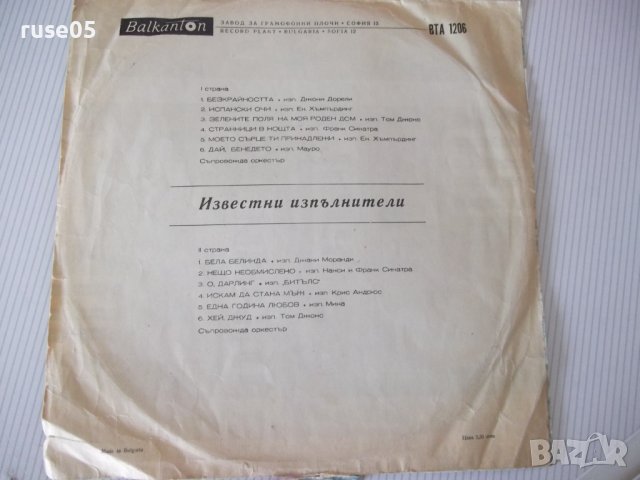 ruse05
Balkanton
ЗАВОД ЗА ГРАМОФОННИ ПЛОЧИ • СОФИЯ 12
RECORD PLANT • BULGARIA • SOFIA 12
ВТА 1206
I страна
1. БЕЗКРАЙНОСТТА • изп. Джони Дорели
2. ИСПАНСКИ ОЧИ • изп. Ен. Хъмпърдинг
3. ЗЕЛЕНИТЕ ПОЛЯ НА МОЯ РОДЕН ДОМ • изп. Том Джонс
4. СТРАННИЦИ В НОЩТА • изп. Франк Синатра
5. МОЕТО СЪРЦЕ ТИ ПРИНАДЛЕЖИ • изп. Ен. Хъмпърдинг
6. ДАЙ, БЕНЕДЕТО • изп. Мауро
Съпровожда оркестър
Известни изпълнители
II страна
1. БЕЛА БЕЛИНДА • изп. Джани Моранди
2. НЕЩО НЕОБМИСЛЕНО • изп. Нанси и Франк Синатра
3. О, ДАРЛИНГ • изп. „БИТЪЛС"
4. ИСКАМ ДА СТАНА МЪЖ • изп. Крис Андрюс
5. ЕДНА ГОДИНА ЛЮБОВ • изп. Мина
6. ХЕЙ, ДЖУД • изп. Том Джонс
Съпровожда оркестър
Made in Bulgaria
Цена
BAZAR.bg